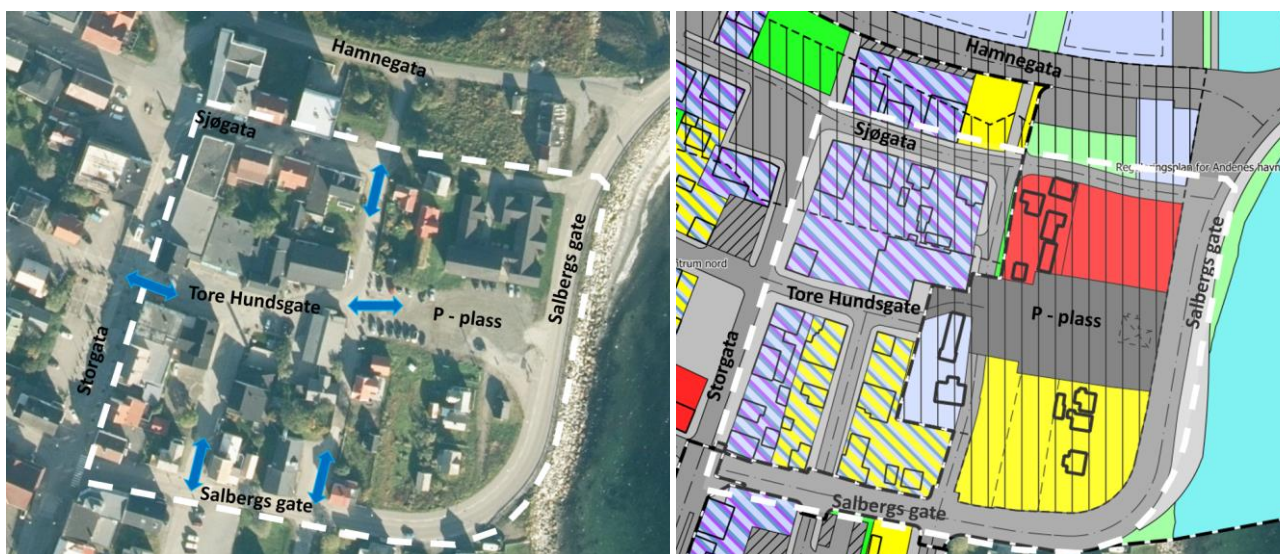 Hamnegata
Sjøgata
Salbergs gate
Tore Hundsgate
P - plass
Storgata
Salbergs gate
Hamnegata
Sjøgata
Reguleringsplan for Andenes havn
trum nord
Tore Hundsgate
P - plass
Salbergs gate
Storgata
Salbergs gate